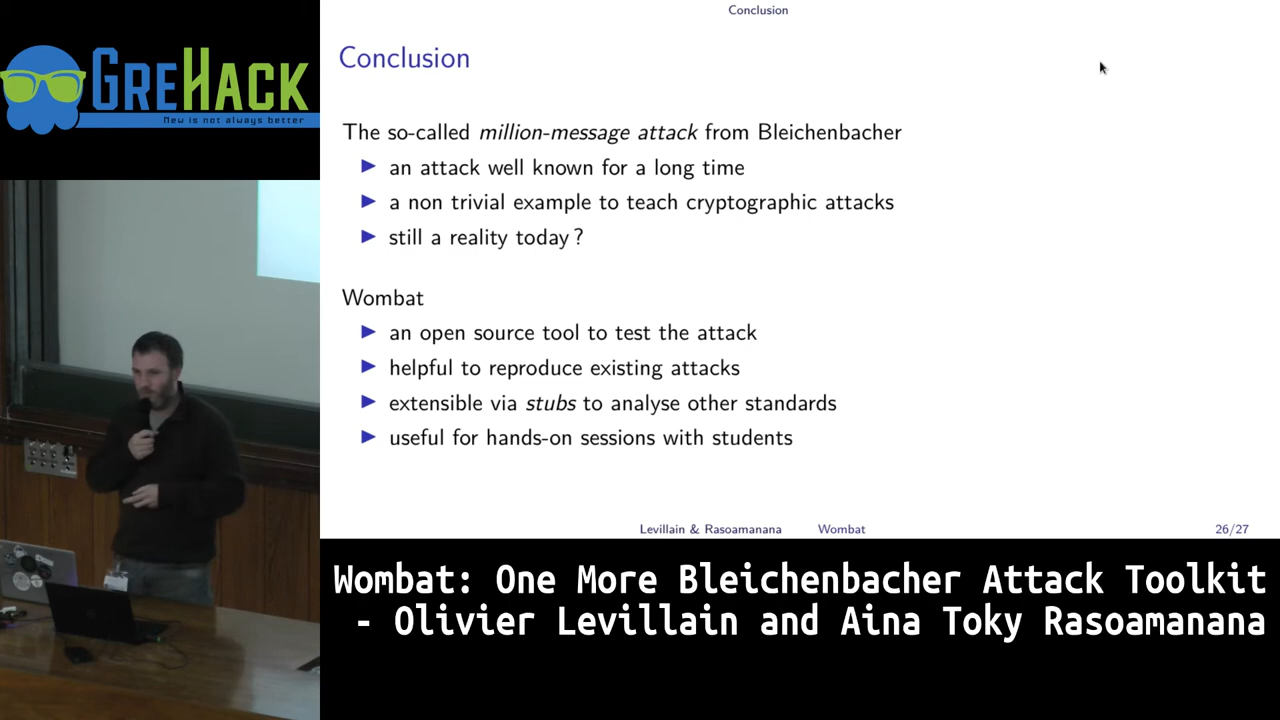 GREHACK
New is not always better
Conclusion
Conclusion
The so-called million-message attack from Bleichenbacher
an attack well known for a long time
a non trivial example to teach cryptographic attacks
still a reality today ?
Wombat
an open source tool to test the attack
helpful to reproduce existing attacks
extensible via stubs to analyse other standards
useful for hands-on sessions with students
Levillain & Rasoamanana Wombat 26/27
Wombat: One More Bleichenbacher Attack Toolkit
- Olivier Levillain and Aina Toky Rasoamanana